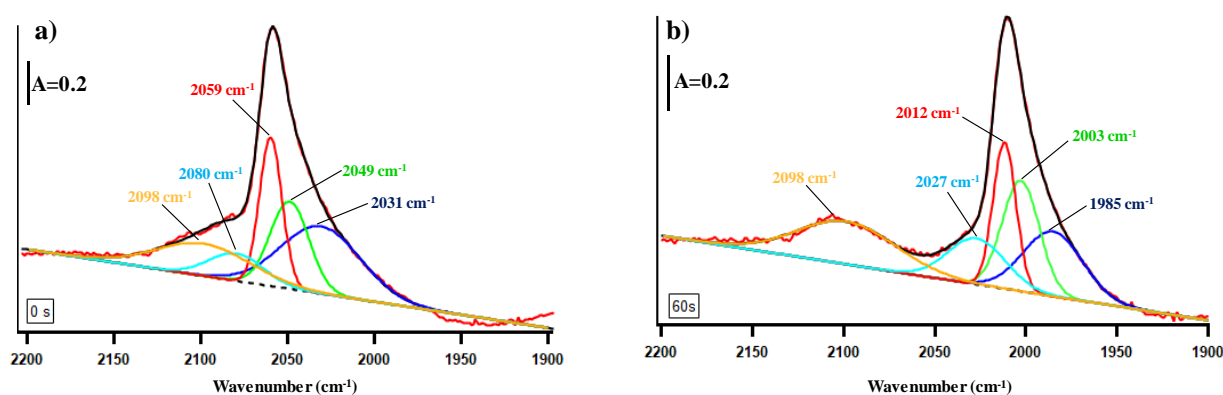 a)
A=0.2
2059 cm-1
2080 cm-1
2049 cm-1
2098 cm-1
2031 cm-1
0 s
2200 2150 2100 2050 2000 1950 1900
Wavenumber (cm-1)
b)
A=0.2
2012 cm-1
2003 cm-1
2098 cm-1
2027 cm-1
1985 cm-1
60s
2200 2150 2100 2050 2000 1950 1900
Wavenumber (cm-1)